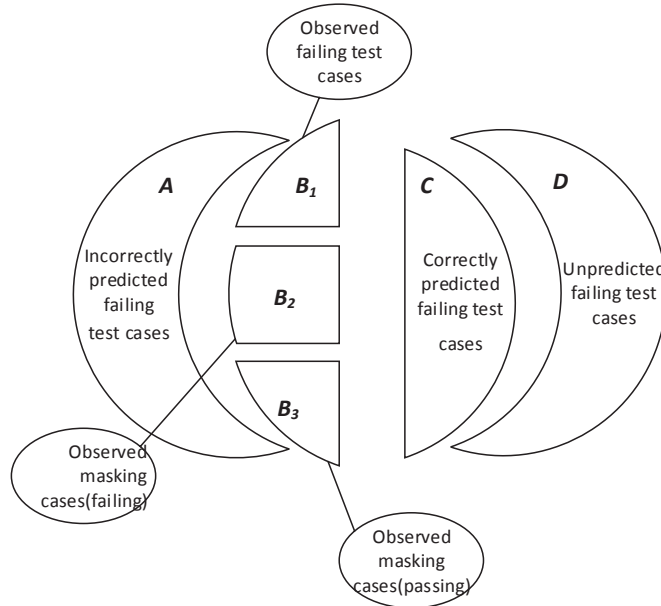 Observed
failing test
cases
A
B1
C
D
Incorrectly
predicted
failing
test cases
B2
Correctly
predicted
failing test
cases
Unpredicted
failing test
cases
B3
Observed
masking
cases(failing)
Observed
masking
cases(passing)